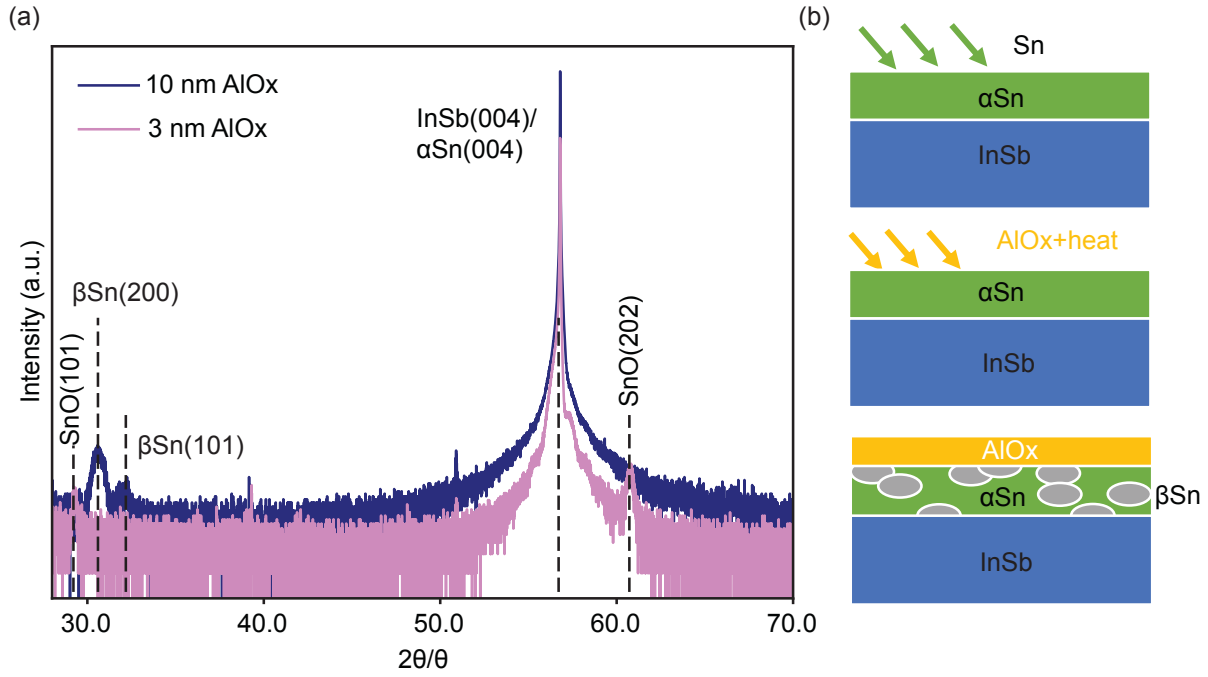 (a)
10 nm AlOx
3 nm AlOx
InSb(004)/
αSn(004)
βSn(200)
SnO(101)
βSn(101)
SnO(202)
Intensity (a.u.)
30.0 40.0 50.0 60.0 70.0
2θ/θ
(b)
Sn
αSn
InSb
AlOx+heat
αSn
InSb
AlOx
αSn
βSn
InSb